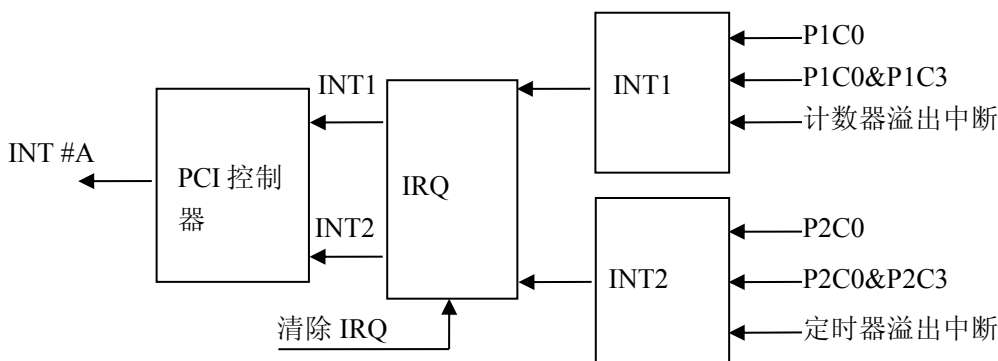 P1C0
P1C0&P1C3
计数器溢出中断
INT1
INT1
IRQ
INT #A
PCI 控制
器
INT2
INT2
P2C0
P2C0&P2C3
定时器溢出中断
清除 IRQ